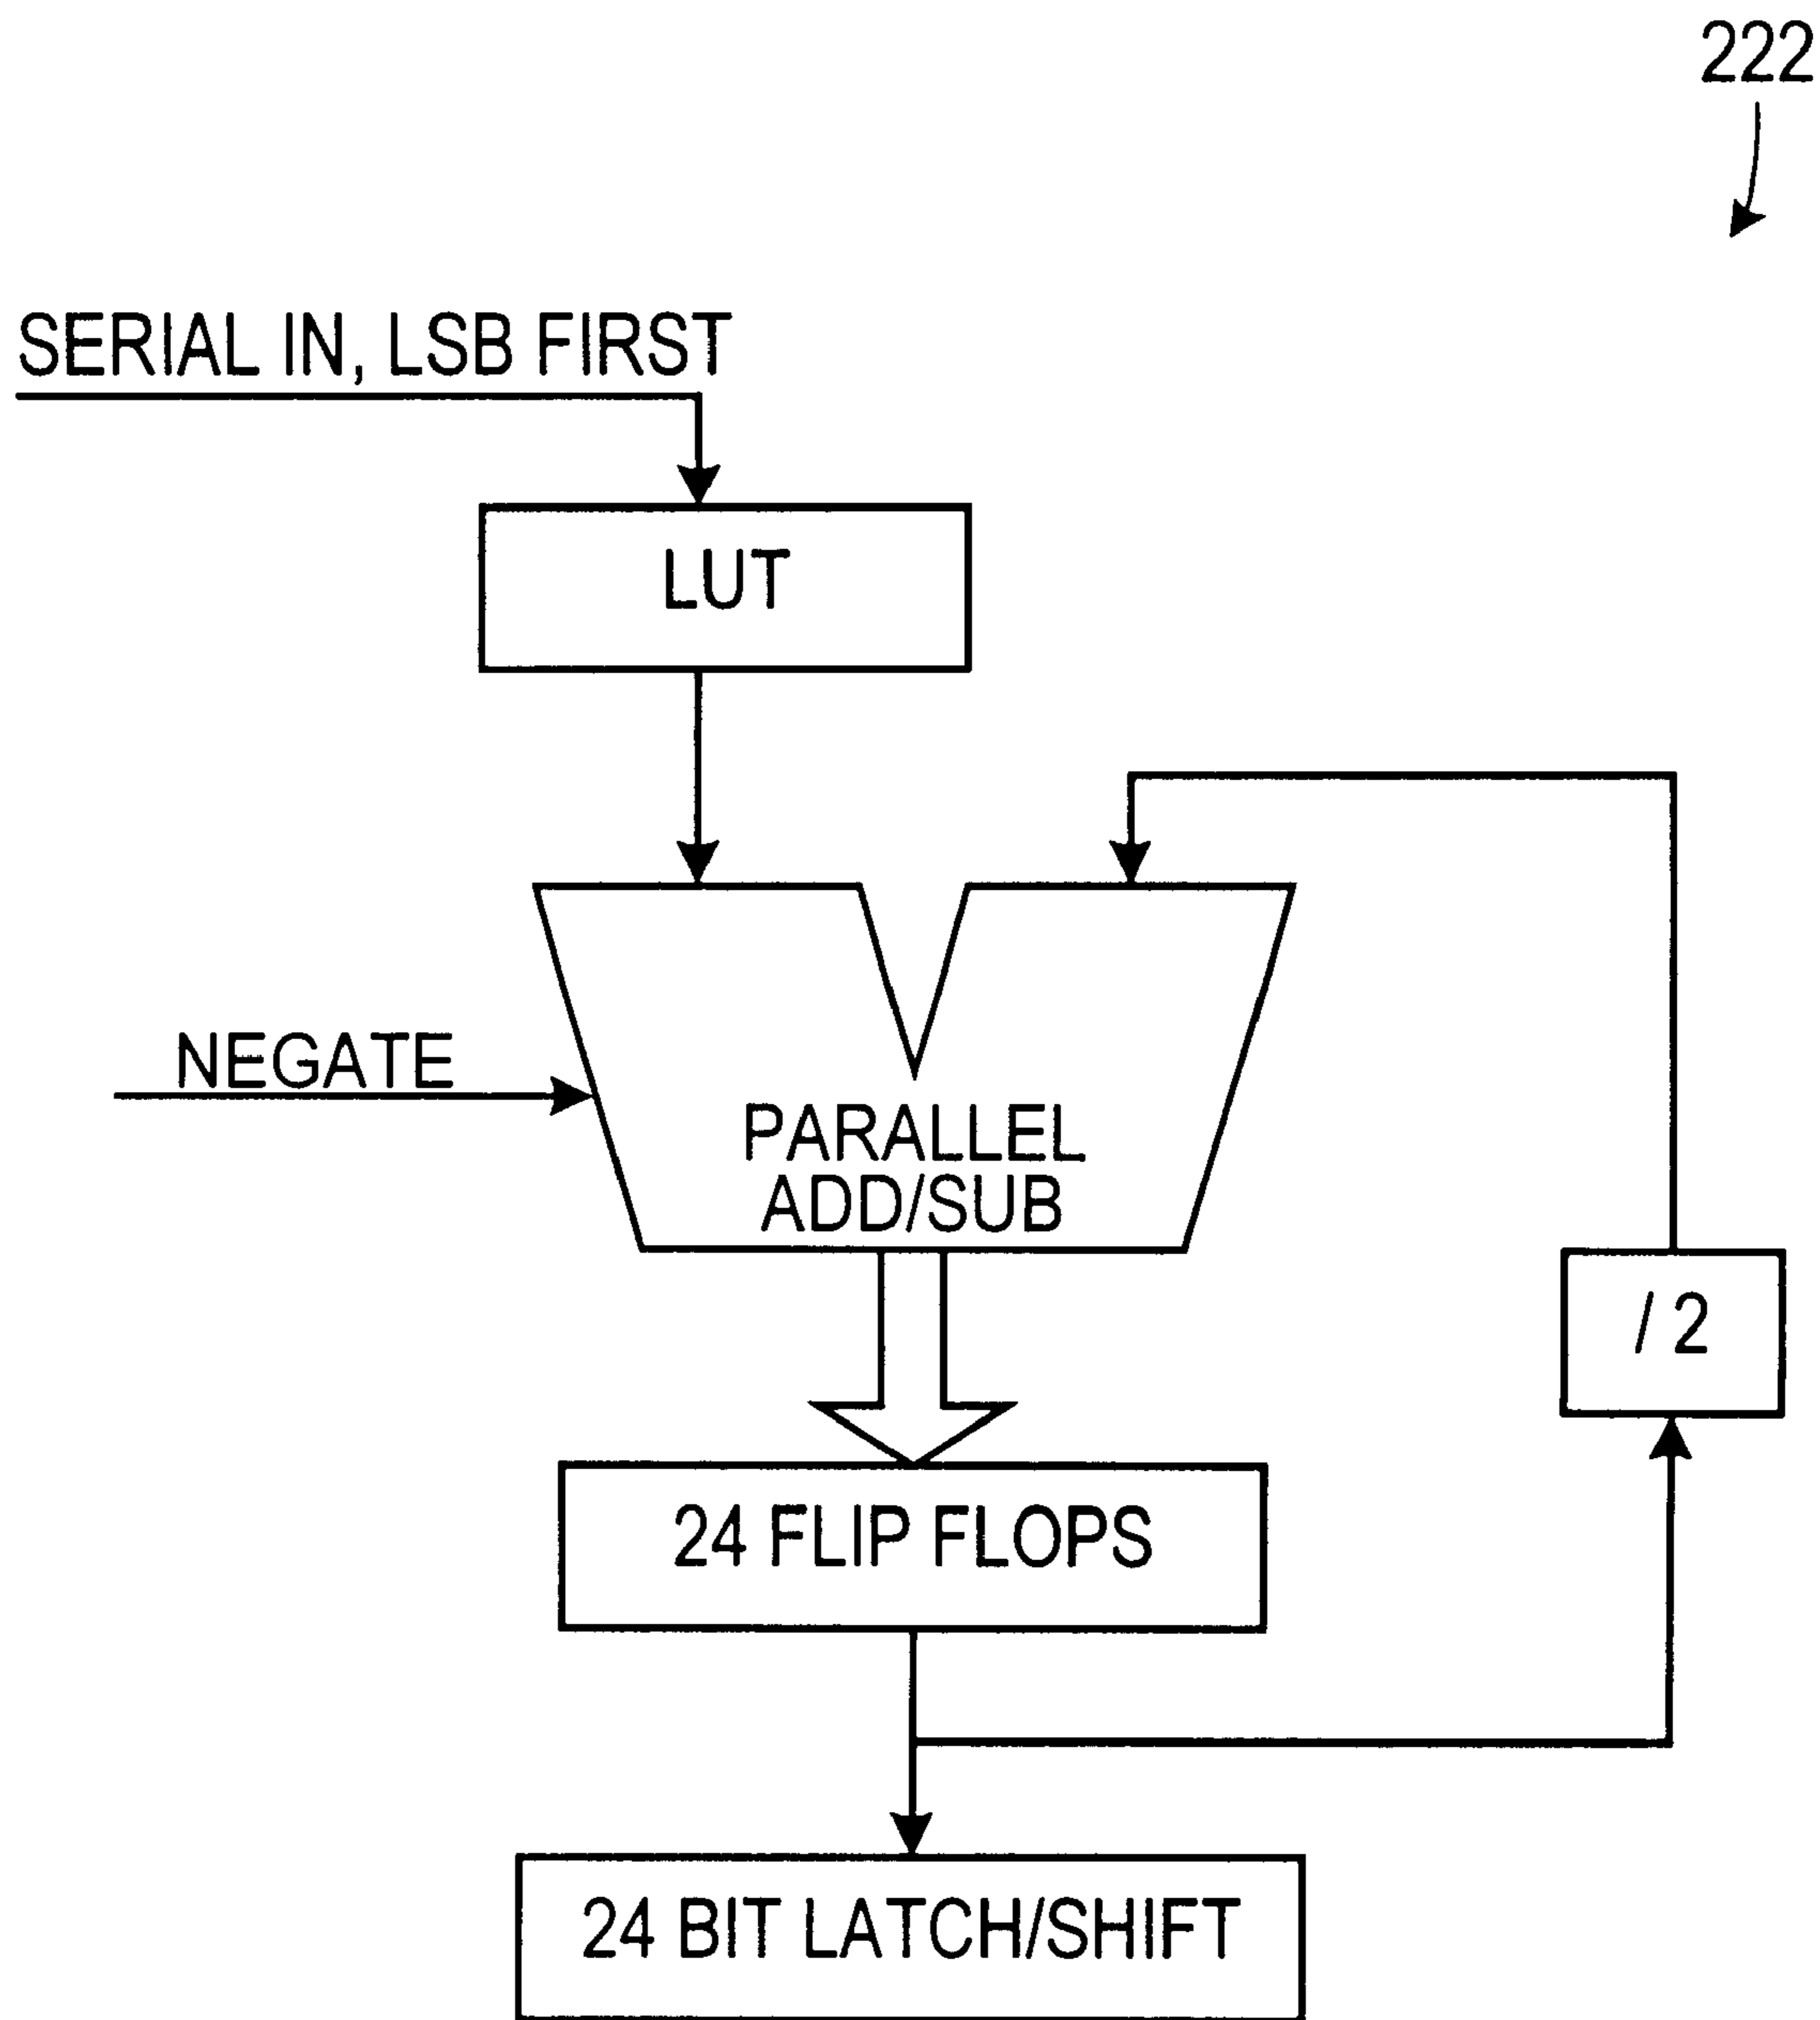 222
SERIAL IN, LSB FIRST
LUT
NEGATE
PARALLEL
ADD/SUB
/ 2
24 FLIP FLOPS
24 BIT LATCH/SHIFT